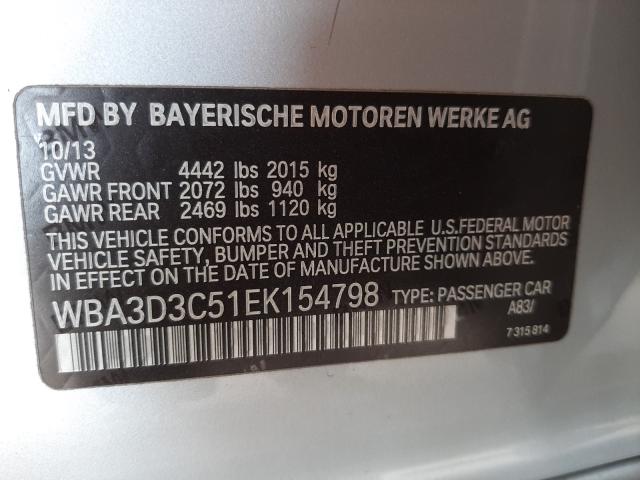 MFD BY BAYERISCHE MOTOREN WERKE AG
10/13
GVWR 4442 lbs 2015 kg
GAWR FRONT 2072 lbs 940 kg
GAWR REAR 2469 lbs 1120 kg
THIS VEHICLE CONFORMS TO ALL APPLICABLE U.S.FEDERAL MOTOR
VEHICLE SAFETY, BUMPER AND THEFT PREVENTION STANDARDS
IN EFFECT ON THE DATE OF MANUFACTURE SHOWN ABOVE.
WBA3D3C51EK154798 TYPE: PASSENGER CAR
A83/
7 315 814